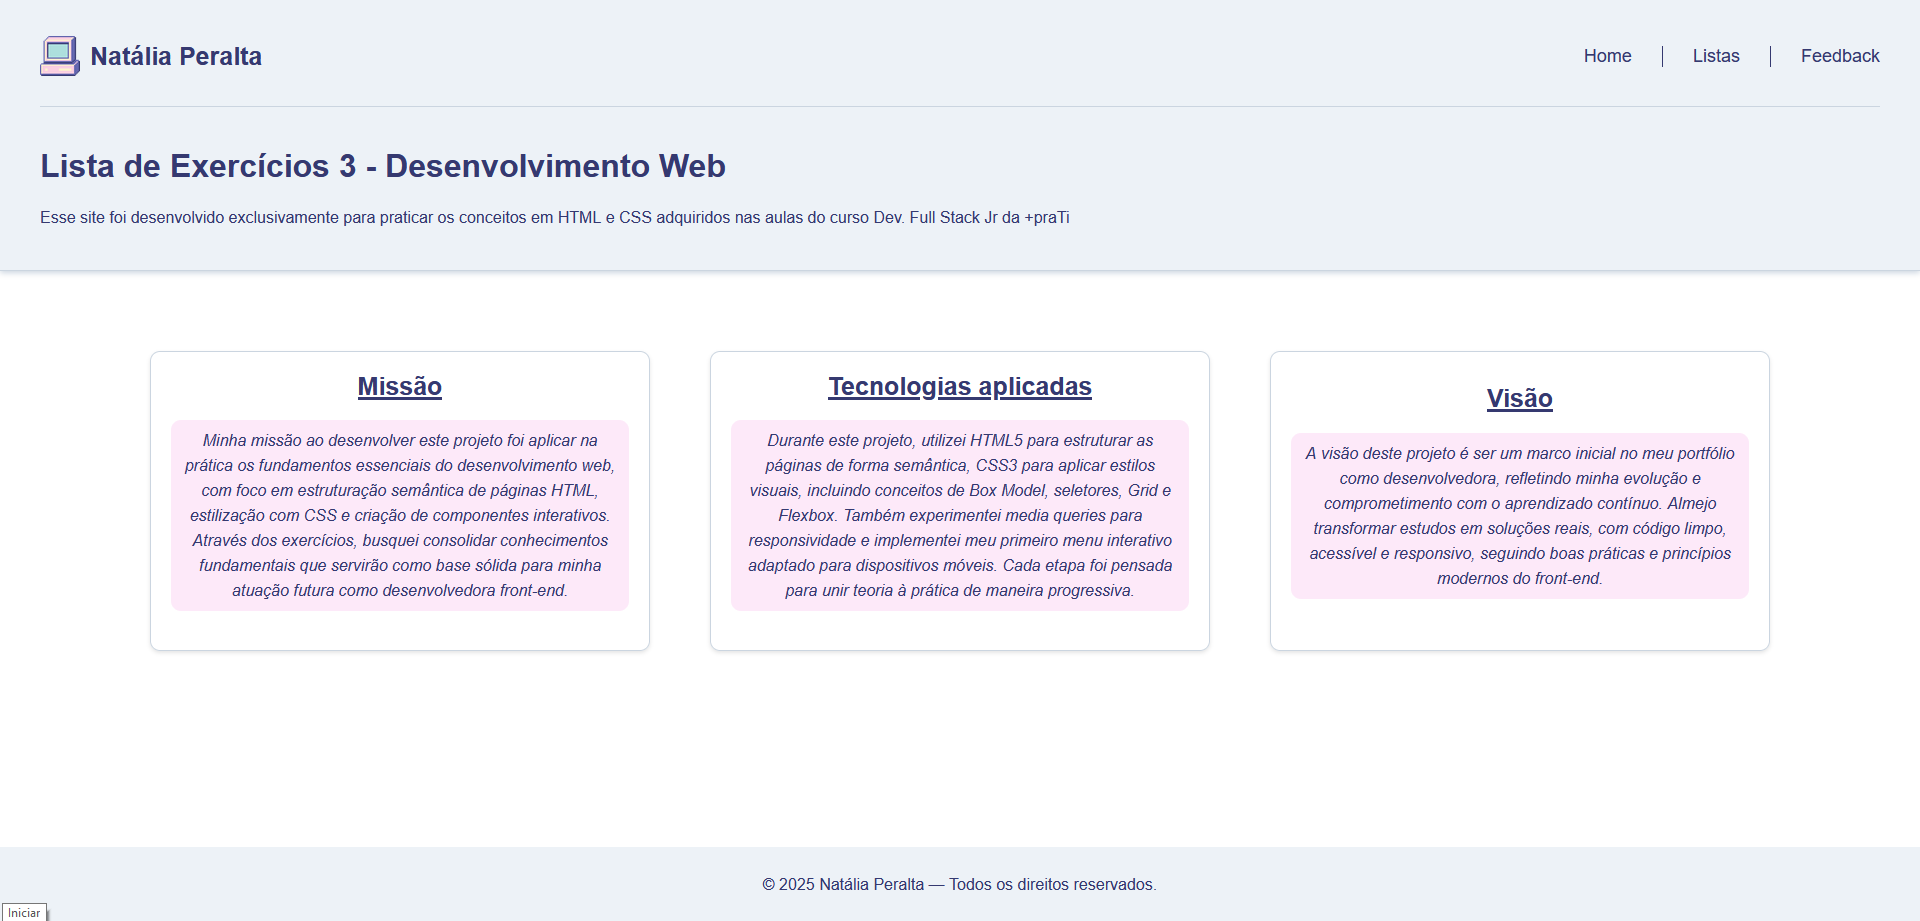 Natália Peralta
Home
Listas
Feedback
Lista de Exercícios 3 - Desenvolvimento Web
Esse site foi desenvolvido exclusivamente para praticar os conceitos em HTML e CSS adquiridos nas aulas do curso Dev. Full Stack Jr da +praTi
Missão
Minha missão ao desenvolver este projeto foi aplicar na
prática os fundamentos essenciais do desenvolvimento web,
com foco em estruturação semântica de páginas HTML,
estilização com CSS e criação de componentes interativos.
Através dos exercícios, busquei consolidar conhecimentos
fundamentais que servirão como base sólida para minha
atuação futura como desenvolvedora front-end.
Tecnologias aplicadas
Durante este projeto, utilizei HTML5 para estruturar as
páginas de forma semântica, CSS3 para aplicar estilos
visuais, incluindo conceitos de Box Model, seletores, Grid e
Flexbox. Também experimentei media queries para
responsividade e implementei meu primeiro menu interativo
adaptado para dispositivos móveis. Cada etapa foi pensada
para unir teoria à prática de maneira progressiva.
Visão
A visão deste projeto é ser um marco inicial no meu portfólio
como desenvolvedora, refletindo minha evolução e
comprometimento com o aprendizado contínuo. Almejo
transformar estudos em soluções reais, com código limpo,
acessível e responsivo, seguindo boas práticas e princípios
modernos do front-end.
© 2025 Natália Peralta — Todos os direitos reservados.
Iniciar